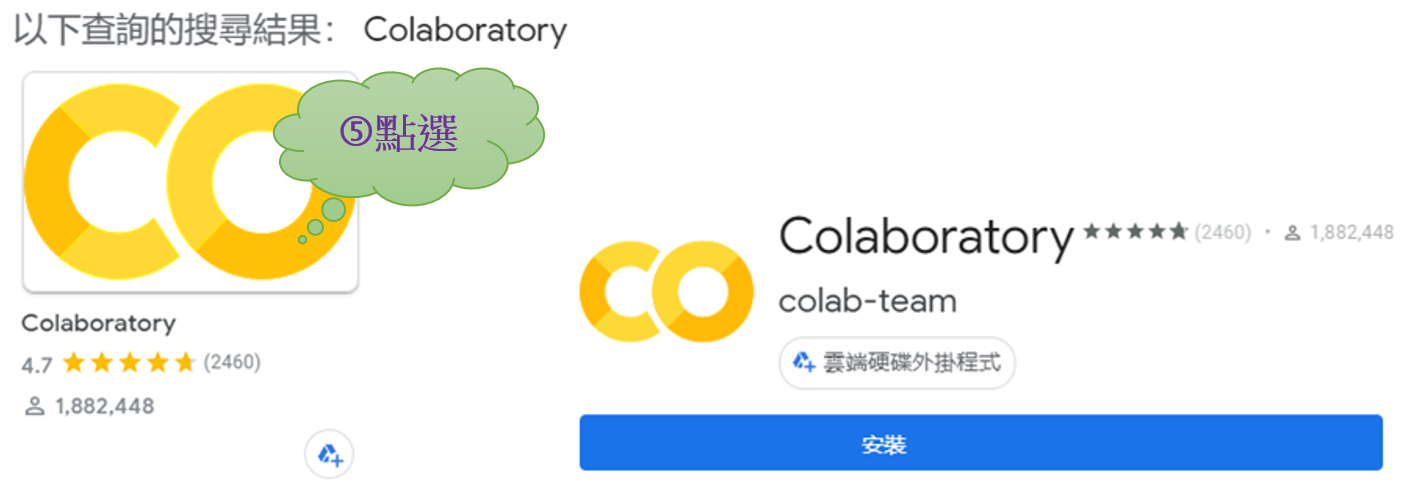 以下查詢的搜尋結果： Colaboratory
⑤點選
Colaboratory
4.7 ★★★★★ (2460)
1,882,448
Colaboratory ★★★★★ (2460) · 1,882,448
colab-team
雲端硬碟外掛程式
安裝